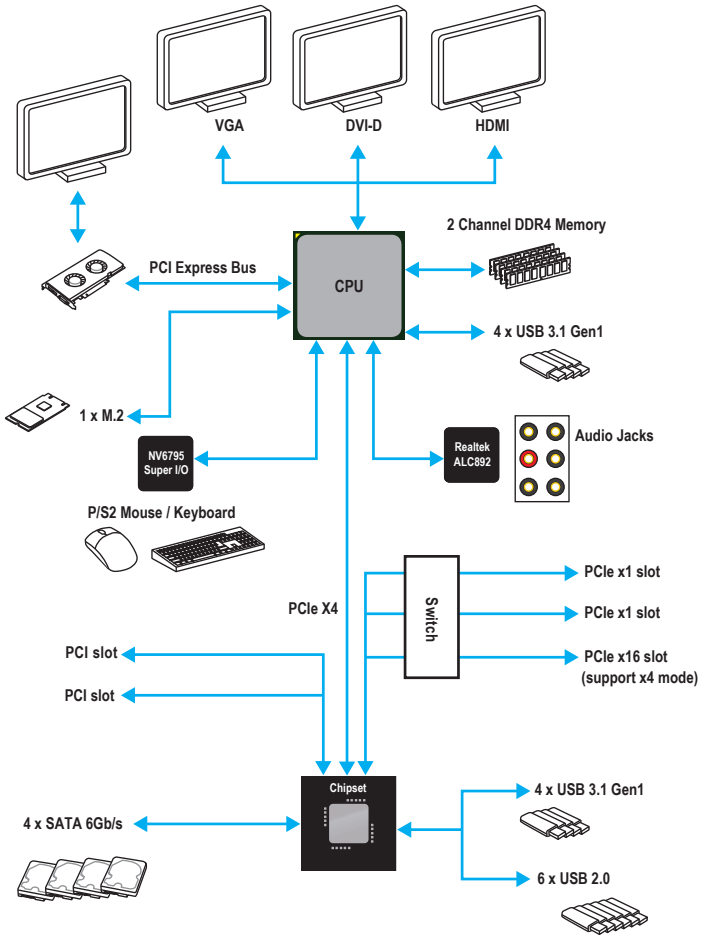 VGA
DVI-D
HDMI
2 Channel DDR4 Memory
PCI Express Bus
CPU
4 x USB 3.1 Gen1
1 x M.2
NV6795
Super I/O
Realtek
ALC892
Audio Jacks
P/S2 Mouse / Keyboard
PCIe x1 slot
PCIe X4
Switch
PCIe x1 slot
PCI slot
PCIe x16 slot
(support x4 mode)
PCI slot
Chipset
4 x USB 3.1 Gen1
4 x SATA 6Gb/s
6 x USB 2.0